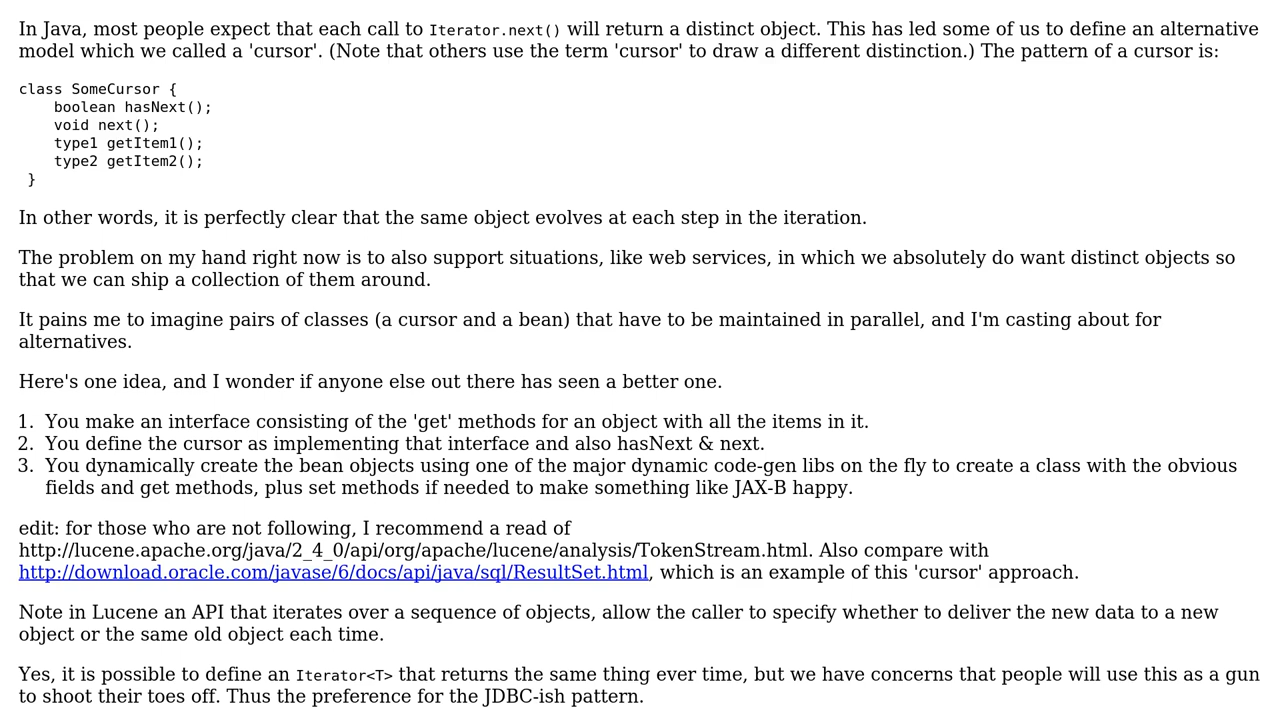 In Java, most people expect that each call to Iterator.next() will return a distinct object. This has led some of us to define an alternative
model which we called a 'cursor'. (Note that others use the term 'cursor' to draw a different distinction.) The pattern of a cursor is:
class SomeCursor {
    boolean hasNext();
    void next();
    type1 getItem1();
    type2 getItem2();
 }
In other words, it is perfectly clear that the same object evolves at each step in the iteration.
The problem on my hand right now is to also support situations, like web services, in which we absolutely do want distinct objects so
that we can ship a collection of them around.
It pains me to imagine pairs of classes (a cursor and a bean) that have to be maintained in parallel, and I'm casting about for
alternatives.
Here's one idea, and I wonder if anyone else out there has seen a better one.
1. You make an interface consisting of the 'get' methods for an object with all the items in it.
2. You define the cursor as implementing that interface and also hasNext & next.
3. You dynamically create the bean objects using one of the major dynamic code-gen libs on the fly to create a class with the obvious
fields and get methods, plus set methods if needed to make something like JAX-B happy.
edit: for those who are not following, I recommend a read of
http://lucene.apache.org/java/2_4_0/api/org/apache/lucene/analysis/TokenStream.html. Also compare with
http://download.oracle.com/javase/6/docs/api/java/sql/ResultSet.html, which is an example of this 'cursor' approach.
Note in Lucene an API that iterates over a sequence of objects, allow the caller to specify whether to deliver the new data to a new
object or the same old object each time.
Yes, it is possible to define an Iterator<T> that returns the same thing ever time, but we have concerns that people will use this as a gun
to shoot their toes off. Thus the preference for the JDBC-ish pattern.